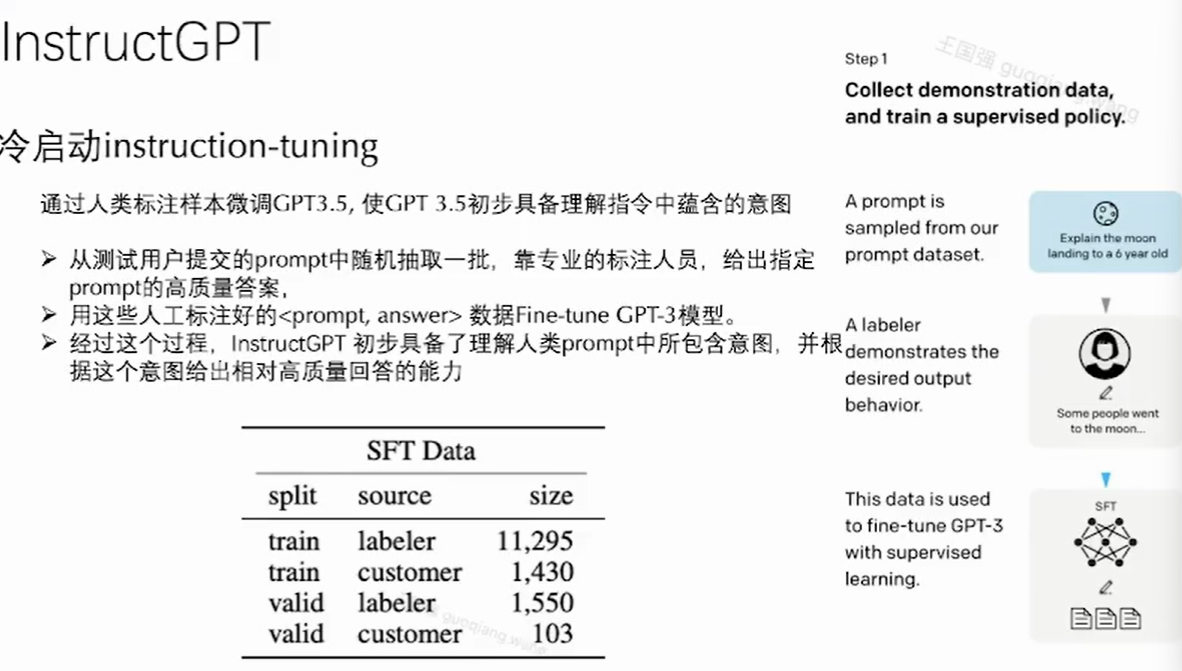 InstructGPT
冷启动instruction-tuning
通过人类标注样本微调GPT3.5, 使GPT 3.5初步具备理解指令中蕴含的意图
➢ 从测试用户提交的prompt中随机抽取一批，靠专业的标注人员，给出指定
prompt的高质量答案，
➢ 用这些人工标注好的<prompt, answer> 数据Fine-tune GPT-3模型。
➢ 经过这个过程，InstructGPT 初步具备了理解人类prompt中所包含意图，并根
据这个意图给出相对高质量回答的能力
SFT Data
split source size
train labeler 11,295
train customer 1,430
valid labeler 1,550
valid customer 103
Step 1
Collect demonstration data,
and train a supervised policy.
A prompt is
sampled from our
prompt dataset.
Explain the moon
landing to a 6 year old
A labeler
demonstrates the
desired output
behavior.
Some people went
to the moon...
This data is used
to fine-tune GPT-3
with supervised
learning.
SFT
王国强 guoqiang.wang
王国强 guoqiang.wang